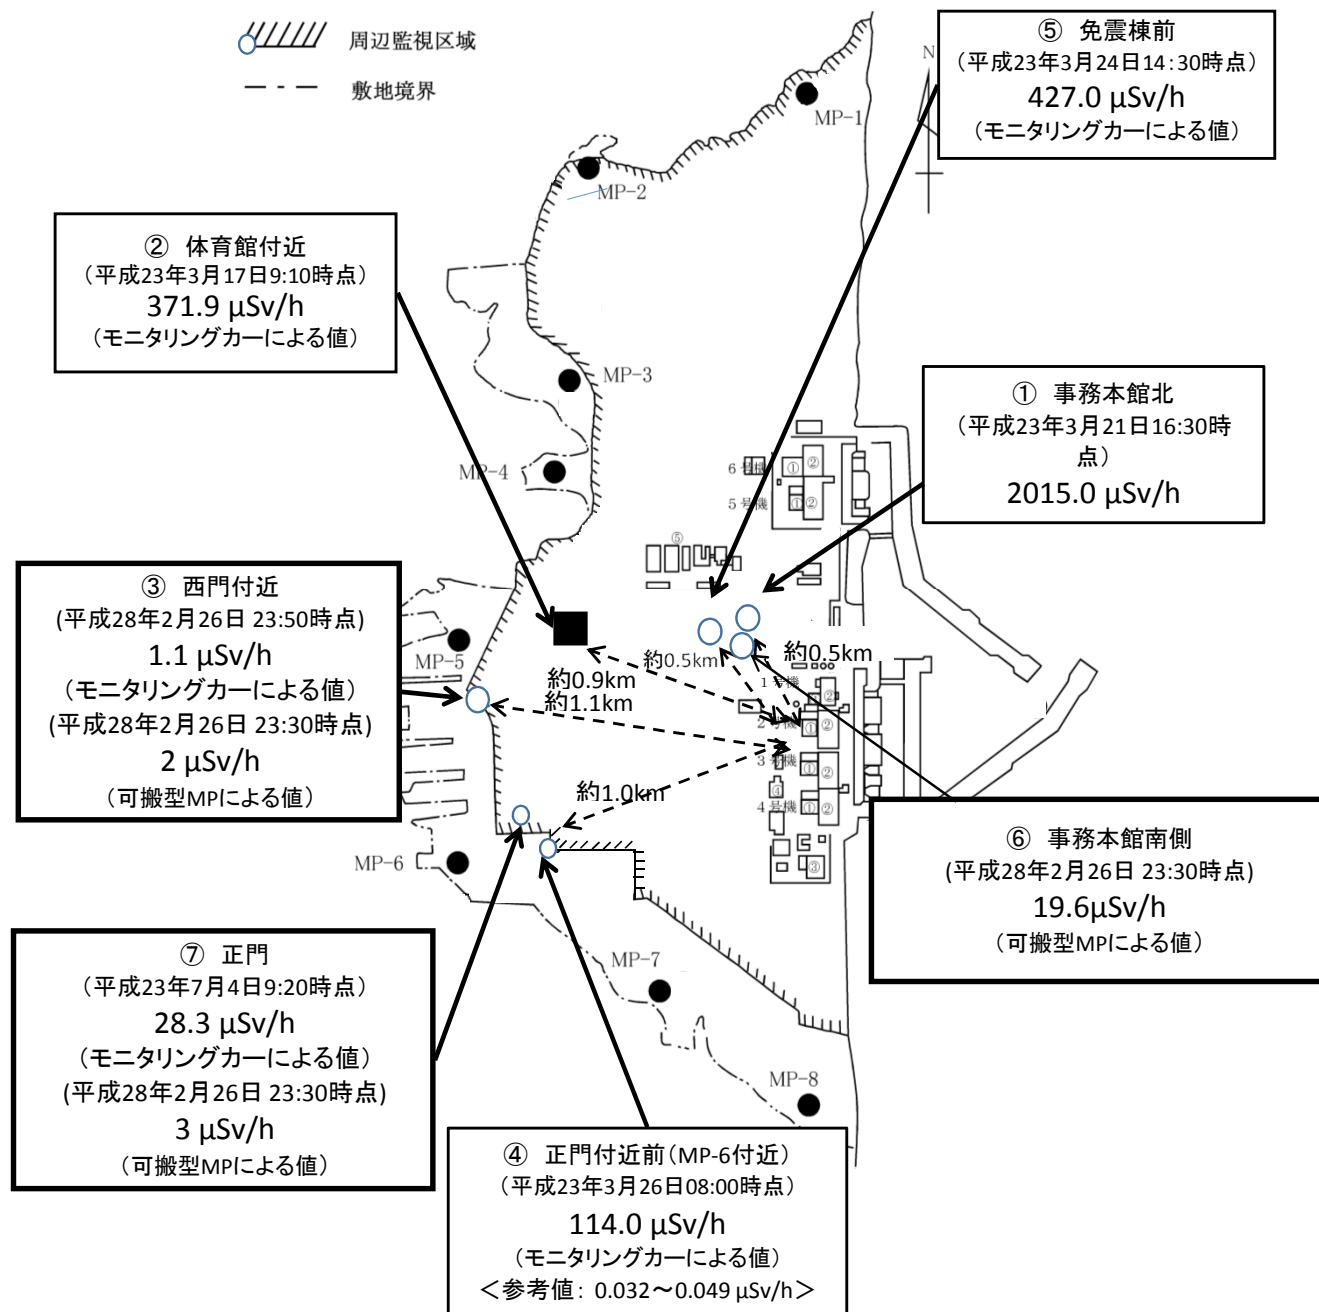 周辺監視区域
敷地境界
⑤ 免震棟前
（平成23年3月24日14：30時点）
427.0 μSv/h
（モニタリングカーによる値）
N
MP-1
MP-2
② 体育館付近
（平成23年3月17日9:10時点）
371.9 μSv/h
（モニタリングカーによる値）
MP-3
① 事務本館北
（平成23年3月21日16:30時
点）
2015.0 μSv/h
MP-4
6号機
①
②
5号機
①
②
⑤
③ 西門付近
(平成28年2月26日 23:50時点)
1.1 μSv/h
（モニタリングカーによる値）
(平成28年2月26日 23:30時点)
2 μSv/h
（可搬型MPによる値）
MP-5
約0.5km
約0.5km
約0.9km
約1.1km
1号機
②
2号機
①
②
3号機
①
②
④
4号機
①
②
③
約1.0km
MP-6
⑥ 事務本館南側
(平成28年2月26日 23:30時点)
19.6μSv/h
（可搬型MPによる値）
⑦ 正門
（平成23年7月4日9:20時点）
28.3 μSv/h
（モニタリングカーによる値）
(平成28年2月26日 23:30時点)
3 μSv/h
（可搬型MPによる値）
MP-7
MP-8
④ 正門付近前（MP-6付近）
（平成23年3月26日08:00時点）
114.0 μSv/h
（モニタリングカーによる値）
＜参考値： 0.032～0.049 μSv/h＞